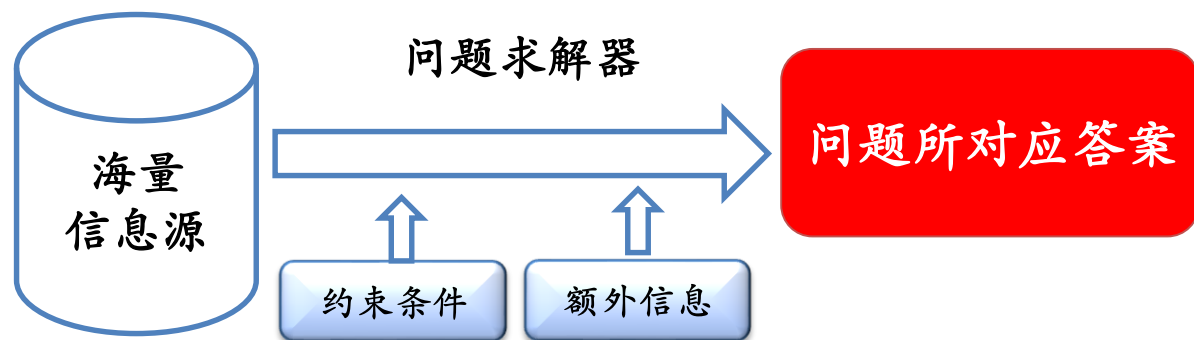 问题求解器
海量
信息源
问题所对应答案
约束条件
额外信息